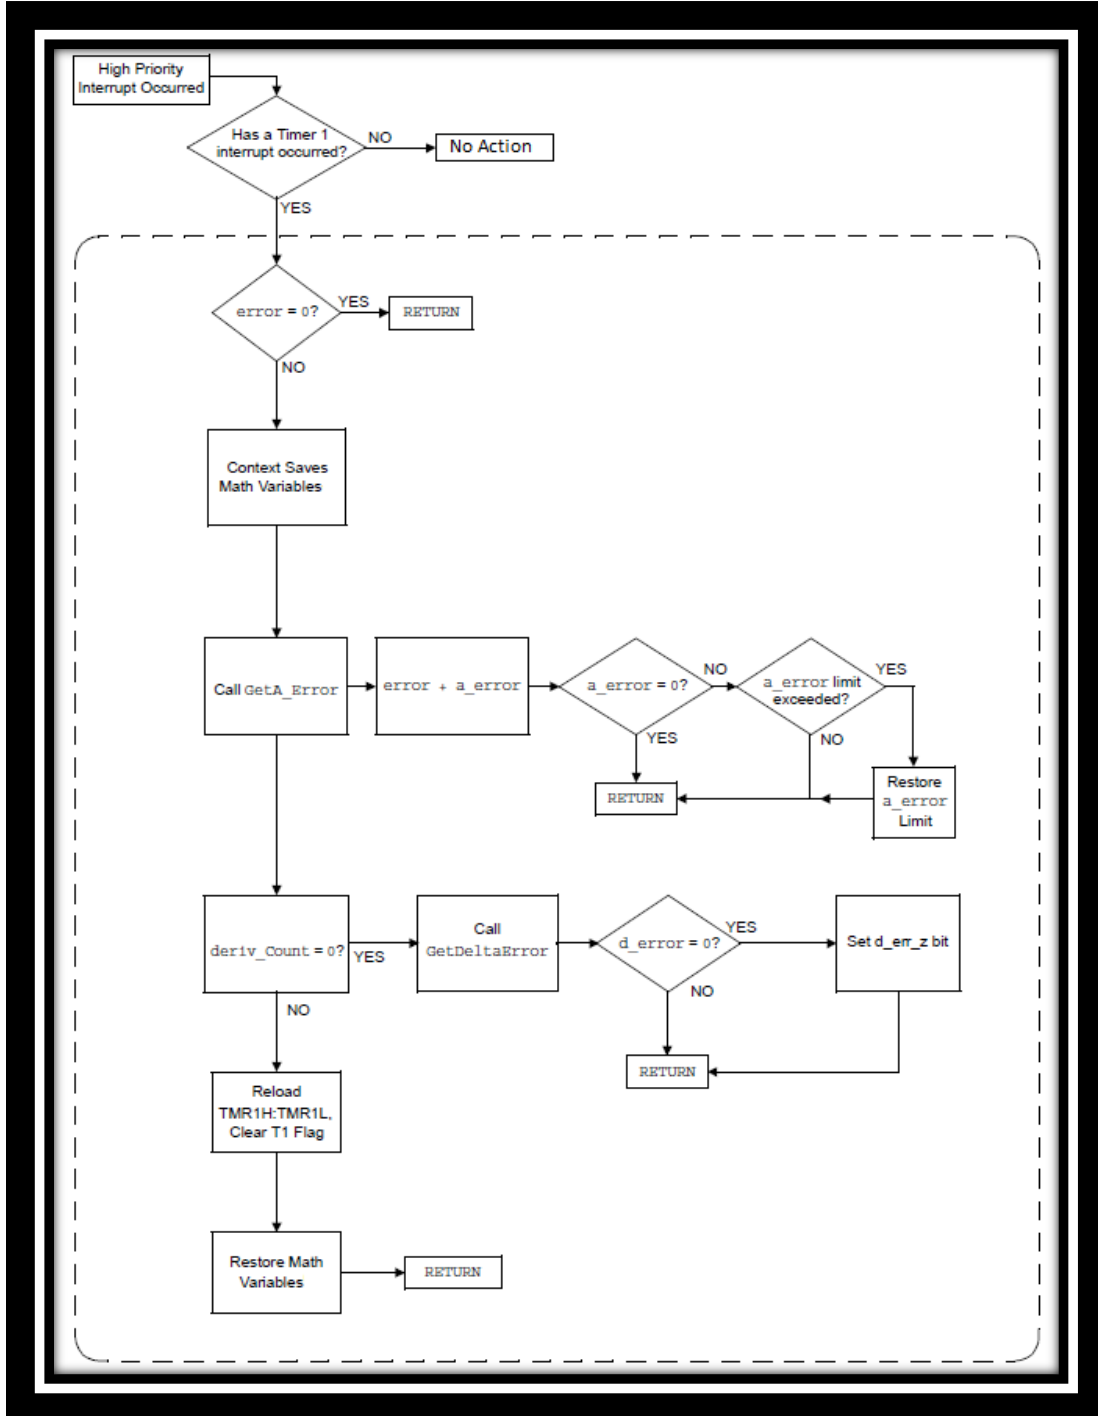 High Priority
Interrupt Occurred
Has a Timer 1
interrupt occurred?
NO
No Action
YES
error = 0?
YES
RETURN
NO
Context Saves
Math Variables
Call GetA_Error
error + a_error
a_error = 0?
NO
a_error limit
exceeded?
YES
YES
NO
RETURN
Restore
a_error
Limit
deriv_Count = 0?
YES
Call
GetDeltaError
d_error = 0?
YES
Set d_err_z bit
NO
NO
RETURN
Reload
TMR1H:TMR1L,
Clear T1 Flag
Restore Math
Variables
RETURN